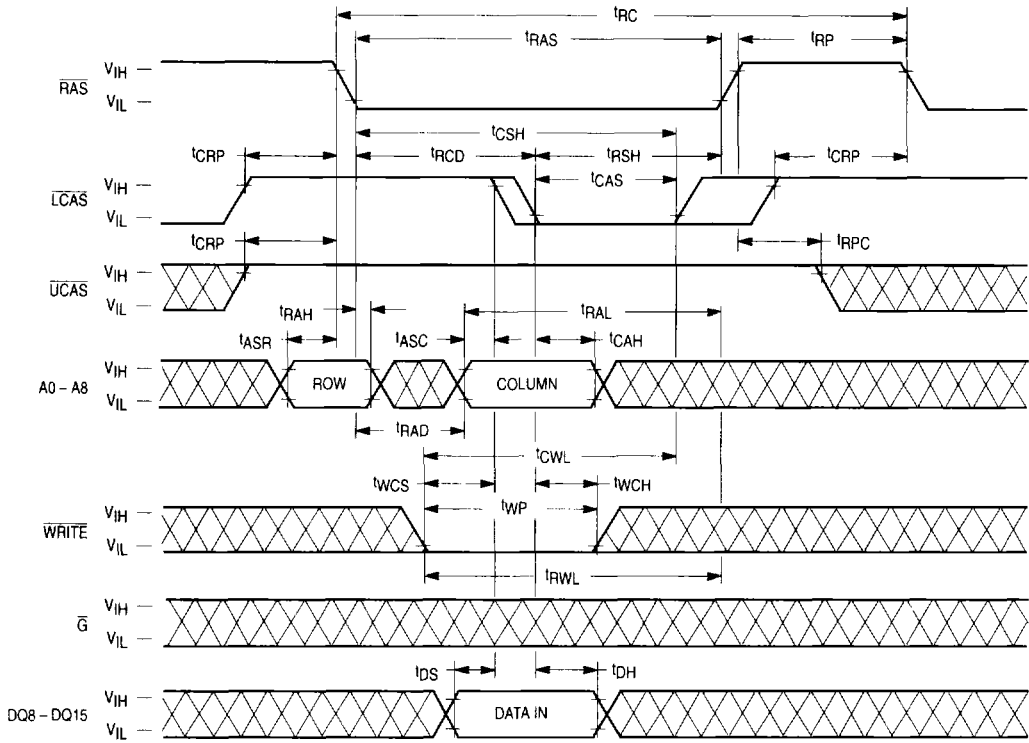 tRC
tRAS
tRP
RAS
VIH
VIL
tCSH
tCRP
tRCD
tRSH
tCRP
tCAS
LCAS
VIH
VIL
tCRP
tRPC
UCAS
VIH
VIL
tRAH
tRAL
tASR
tASC
tCAH
A0 – A8
VIH
VIL
ROW
COLUMN
tRAD
tCWL
tWCS
tWCH
tWP
WRITE
VIH
VIL
tRWL
G
VIH
VIL
tDS
tDH
DQ8 – DQ15
VIH
VIL
DATA IN